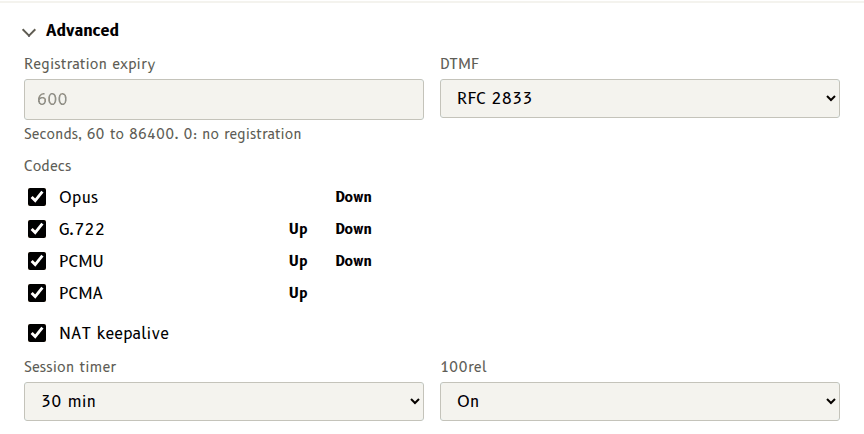 Advanced
Registration expiry DTMF
600 RFC 2833
Seconds, 60 to 86400. 0: no registration
Codecs
Opus Down
G.722 Up Down
PCMU Up Down
PCMA Up
NAT keepalive
Session timer 100rel
30 min On